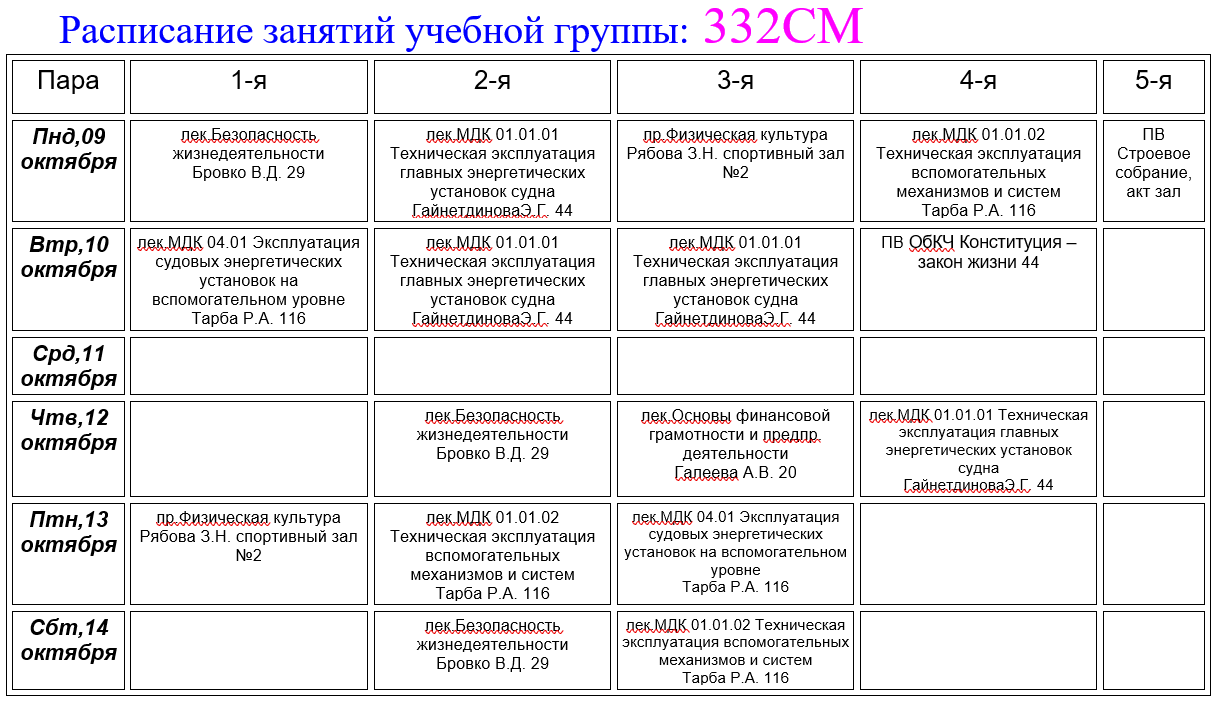 Расписание занятий учебной группы: 332СМ
Пара
1-я
2-я
3-я
4-я
5-я
Пнд,09
октября
лек.Безопасность
жизнедеятельности
Бровко В.Д. 29
лек.МДК 01.01.01
Техническая эксплуатация
главных энергетических
установок судна
ГайнетдиноваЭ.Г. 44
пр.Физическая культура
Рябова З.Н. спортивный зал
№2
лек.МДК 01.01.02
Техническая эксплуатация
вспомогательных
механизмов и систем
Тарба Р.А. 116
ПВ
Строевое
собрание,
акт зал
Втр,10
октября
лек.МДК 04.01 Эксплуатация
судовых энергетических
установок на
вспомогательном уровне
Тарба Р.А. 116
лек.МДК 01.01.01
Техническая эксплуатация
главных энергетических
установок судна
ГайнетдиноваЭ.Г. 44
лек.МДК 01.01.01
Техническая эксплуатация
главных энергетических
установок судна
ГайнетдиноваЭ.Г. 44
ПВ ОбКЧ Конституция –
закон жизни 44
Срд,11
октября
Чтв,12
октября
лек.Безопасность
жизнедеятельности
Бровко В.Д. 29
лек.Основы финансовой
грамотности и предпр.
деятельности
Галеева А.В. 20
лек.МДК 01.01.01 Техническая
эксплуатация главных
энергетических установок
судна
ГайнетдиноваЭ.Г. 44
Птн,13
октября
пр.Физическая культура
Рябова З.Н. спортивный зал
№2
лек.МДК 01.01.02
Техническая эксплуатация
вспомогательных
механизмов и систем
Тарба Р.А. 116
лек.МДК 04.01 Эксплуатация
судовых энергетических
установок на вспомогательном
уровне
Тарба Р.А. 116
Сбт,14
октября
лек.Безопасность
жизнедеятельности
Бровко В.Д. 29
лек.МДК 01.01.02 Техническая
эксплуатация вспомогательных
механизмов и систем
Тарба Р.А. 116